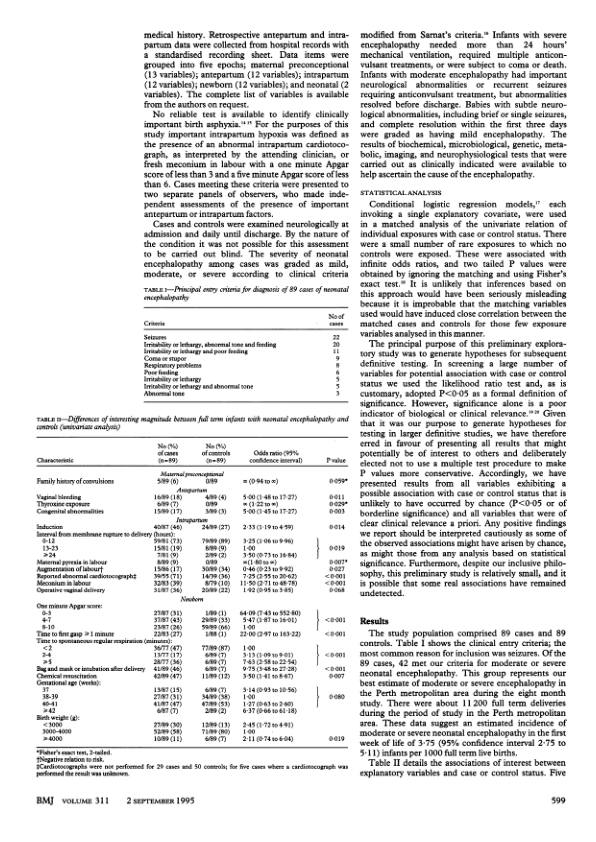 medical history. Retrospective antepartum and intra-
partum data were collected from hospital records with
a standardised recording sheet. Data items were
grouped into five epochs; maternal preconceptional
(13 variables); antepartum (12 variables); intrapartum
(12 variables); newborn (12 variables); and neonatal (2
variables). The complete list of variables is available
from the authors on request.
No reliable test is available to identify clinically
important birth asphyxia.¹⁴ ¹⁵ For the purposes of this
study important intrapartum hypoxia was defined as
the presence of an abnormal intrapartum cardiotoco-
graph, as interpreted by the attending clinician, or
fresh meconium in labour with a one minute Apgar
score of less than 3 and a five minute Apgar score of less
than 6. Cases meeting these criteria were presented to
two separate panels of observers, who made inde-
pendent assessments of the presence of important
antepartum or intrapartum factors.
Cases and controls were examined neurologically at
admission and daily until discharge. By the nature of
the condition it was not possible for this assessment
to be carried out blind. The severity of neonatal
encephalopathy among cases was graded as mild,
moderate, or severe according to clinical criteria
TABLE I—Principal entry criteria for diagnosis of 89 cases of neonatal
encephalopathy
No of
Criteria cases
Seizures 22
Irritability or lethargy, abnormal tone and feeding 20
Irritability or lethargy and poor feeding 11
Coma or stupor 9
Respiratory problems 8
Poor feeding 6
Irritability or lethargy 5
Irritability or lethargy and abnormal tone 5
Abnormal tone 3
TABLE II—Differences of interesting magnitude between full term infants with neonatal encephalopathy and
controls (univariate analysis)
No (%) No (%)
of cases of controls Odds ratio (95%
Characteristic (n=89) (n=89) confidence interval) P value
Maternal preconceptional
Family history of convulsions 5/89 (6) 0/89 ∞ (0·94 to ∞) 0·059*
Antepartum
Vaginal bleeding 16/89 (18) 4/89 (4) 5·00 (1·48 to 17·27) 0·011
Thyroxine exposure 6/89 (7) 0/89 ∞ (1·22 to ∞) 0·029*
Congenital abnormalities 15/89 (17) 3/89 (3) 5·00 (1·45 to 17·27) 0·003
Intrapartum
Induction 40/87 (46) 24/89 (27) 2·33 (1·19 to 4·59) 0·014
Interval from membrane rupture to delivery (hours):
0-12 59/81 (73) 79/89 (89) 3·25 (1·06 to 9·96)
13-23 15/81 (19) 8/89 (9) 1·00 0·019
≥24 7/81 (9) 2/89 (2) 3·50 (0·73 to 16·84)
Maternal pyrexia in labour 8/89 (9) 0/89 ∞(1·80 to ∞) 0·007*
Augmentation of labour† 15/86 (17) 30/89 (34) 0·46 (0·23 to 9·92) 0·027
Reported abnormal cardiotocograph‡ 39/55 (71) 14/39 (36) 7·25 (2·55 to 20·62) <0·001
Meconium in labour 32/83 (39) 8/79 (10) 11·50 (2·71 to 48·78) <0·001
Operative vaginal delivery 31/87 (36) 20/89 (22) 1·92 (0·95 to 3·85) 0·068
Newborn
One minute Apgar score:
0-3 27/87 (31) 1/89 (1) 64·09 (7·43 to 552·80)
4-7 37/87 (43) 29/89 (33) 5·47 (1·87 to 16·01) <0·001
8-10 23/87 (26) 59/89 (66) 1·00
Time to first gasp ≥1 minute 22/83 (27) 1/88 (1) 22·00 (2·97 to 163·22) <0·001
Time to spontaneous regular respiration (minutes):
<2 36/77 (47) 77/89 (87) 1·00
2-4 13/77 (17) 6/89 (7) 3·13 (1·09 to 9·01) <0·001
≥5 28/77 (36) 6/89 (7) 7·63 (2·58 to 22·54)
Bag and mask or intubation after delivery 41/89 (46) 6/89 (7) 9·75 (3·48 to 27·28) <0·001
Chemical resuscitation 42/89 (47) 11/89 (12) 3·50 (1·41 to 8·67) 0·007
Gestational age (weeks):
37 13/87 (15) 6/89 (7) 3·14 (0·93 to 10·56)
38-39 27/87 (31) 34/89 (38) 1·00
40-41 41/87 (47) 47/89 (53) 1·27 (0·63 to 2·60) 0·080
≥42 6/87 (7) 2/89 (2) 6·37 (0·66 to 61·18)
Birth weight (g):
<3000 27/89 (30) 12/89 (13) 2·45 (1·72 to 4·91)
3000-4000 52/89 (58) 71/89 (80) 1·00
≥4000 10/89 (11) 6/89 (7) 2·11 (0·74 to 6·04) 0·019
*Fisher's exact test, 2-tailed.
†Negative relation to risk.
‡Cardiotocographs were not performed for 29 cases and 50 controls; for five cases where a cardiotocograph was
performed the result was unknown.
modified from Sarnat's criteria.¹⁶ Infants with severe
encephalopathy needed more than 24 hours'
mechanical ventilation, required multiple anticon-
vulsant treatments, or were subject to coma or death.
Infants with moderate encephalopathy had important
neurological abnormalities or recurrent seizures
requiring anticonvulsant treatment, but abnormalities
resolved before discharge. Babies with subtle neuro-
logical abnormalities, including brief or single seizures,
and complete resolution within the first three days
were graded as having mild encephalopathy. The
results of biochemical, microbiological, genetic, meta-
bolic, imaging, and neurophysiological tests that were
carried out as clinically indicated were available to
help ascertain the cause of the encephalopathy.
STATISTICAL ANALYSIS
Conditional logistic regression models,¹⁷ each
invoking a single explanatory covariate, were used
in a matched analysis of the univariate relation of
individual exposures with case or control status. There
were a small number of rare exposures to which no
controls were exposed. These were associated with
infinite odds ratios, and two tailed P values were
obtained by ignoring the matching and using Fisher's
exact test.¹⁸ It is unlikely that inferences based on
this approach would have been seriously misleading
because it is improbable that the matching variables
used would have induced close correlation between the
matched cases and controls for those few exposure
variables analysed in this manner.
The principal purpose of this preliminary explora-
tory study was to generate hypotheses for subsequent
definitive testing. In screening a large number of
variables for potential association with case or control
status we used the likelihood ratio test and, as is
customary, adopted P<0·05 as a formal definition of
significance. However, significance alone is a poor
indicator of biological or clinical relevance.¹⁹ ²⁰ Given
that it was our purpose to generate hypotheses for
testing in larger definitive studies, we have therefore
erred in favour of presenting all results that might
potentially be of interest to others and deliberately
elected not to use a multiple test procedure to make
P values more conservative. Accordingly, we have
presented results from all variables exhibiting a
possible association with case or control status that is
unlikely to have occurred by chance (P<0·05 or of
borderline significance) and all variables that were of
clear clinical relevance a priori. Any positive findings
we report should be interpreted cautiously as some of
the observed associations might have arisen by chance,
as might those from any analysis based on statistical
significance. Furthermore, despite our inclusive philo-
sophy, this preliminary study is relatively small, and it
is possible that some real associations have remained
undetected.
Results
The study population comprised 89 cases and 89
controls. Table I shows the clinical entry criteria; the
most common reason for inclusion was seizures. Of the
89 cases, 42 met our criteria for moderate or severe
neonatal encephalopathy. This group represents our
best estimate of moderate or severe encephalopathy in
the Perth metropolitan area during the eight month
study. There were about 11 200 full term deliveries
during the period of study in the Perth metropolitan
area. These data suggest an estimated incidence of
moderate or severe neonatal encephalopathy in the first
week of life of 3·75 (95% confidence interval 2·75 to
5·11) infants per 1000 full term live births.
Table II details the associations of interest between
explanatory variables and case or control status. Five
BMJ VOLUME 311 2 SEPTEMBER 1995 599